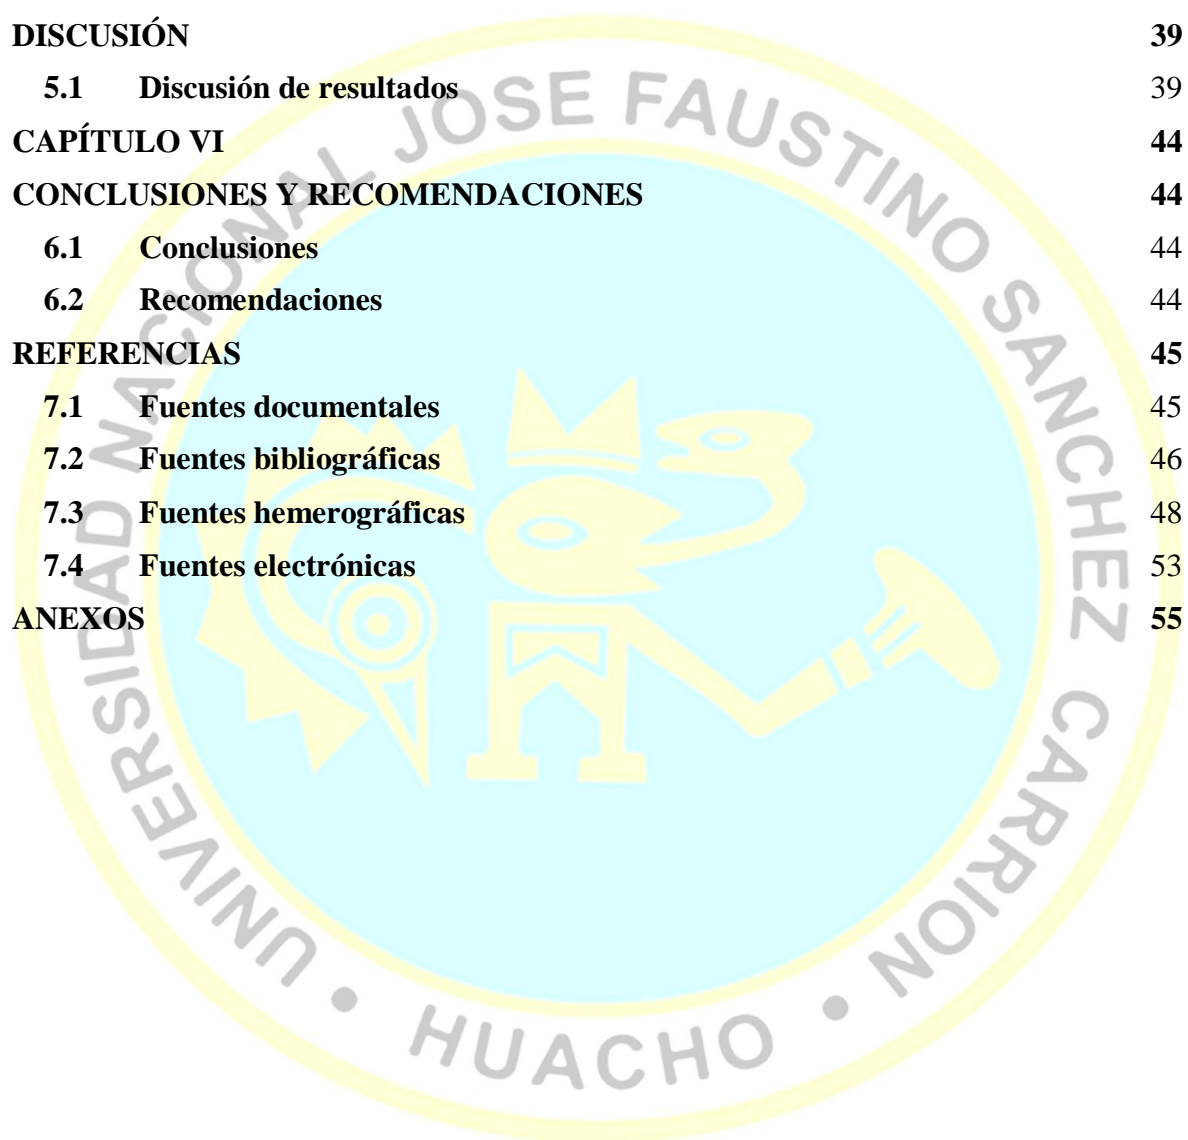 DISCUSIÓN 39
5.1 Discusión de resultados 39
CAPÍTULO VI 44
CONCLUSIONES Y RECOMENDACIONES 44
6.1 Conclusiones 44
6.2 Recomendaciones 44
REFERENCIAS 45
7.1 Fuentes documentales 45
7.2 Fuentes bibliográficas 46
7.3 Fuentes hemerográficas 48
7.4 Fuentes electrónicas 53
ANEXOS 55
UNIVERSIDAD NACIONAL JOSE FAUSTINO SANCHEZ CARRION • HUACHO •